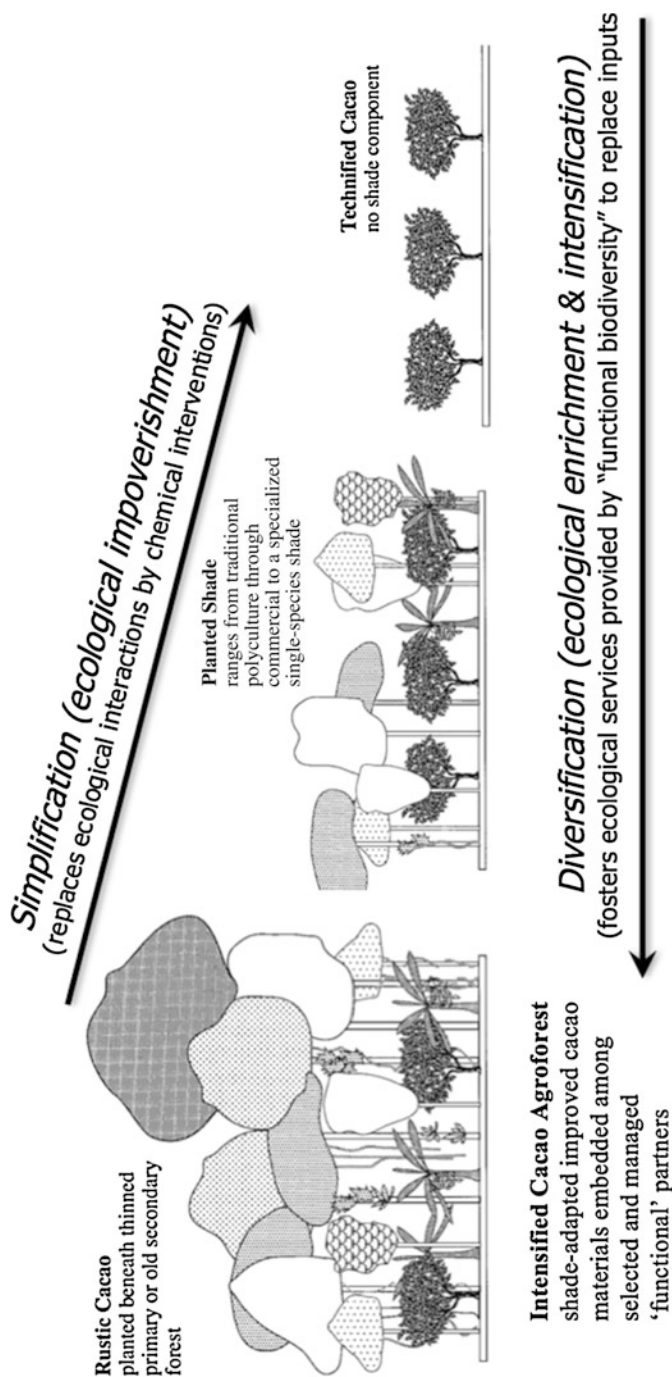 Simplification (ecological impoverishment)
(replaces ecological interactions by chemical interventions)
Rustic Cacao
planted beneath thinned
primary or old secondary
forest
Planted Shade
ranges from traditional
polyculture through
commercial to a specialized
single-species shade
Technified Cacao
no shade component
Intensified Cacao Agroforest
shade-adapted improved cacao
materials embedded among
selected and managed
‘functional’ partners
Diversification (ecological enrichment & intensification)
(fosters ecological services provided by “functional biodiversity” to replace inputs